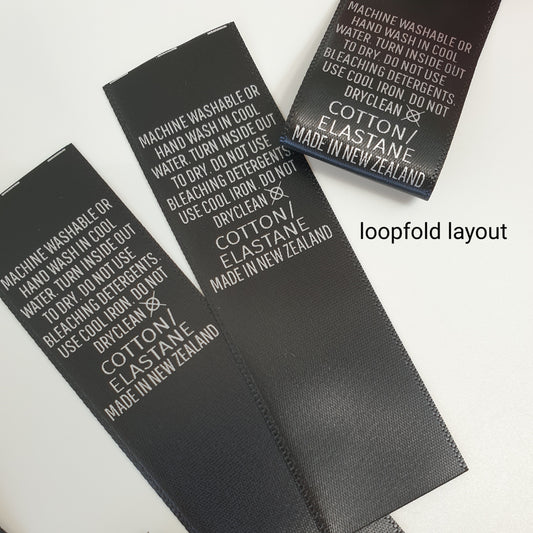 MACHINE WASHABLE OR
HAND WASH IN COOL
WATER. TURN INSIDE OUT
TO DRY. DO NOT USE
BLEACHING DETERGENTS.
USE COOL IRON. DO NOT
DRYCLEAN
COTTON/
ELASTANE
MADE IN NEW ZEALAND
MACHINE WASHABLE OR
HAND WASH IN COOL
WATER. TURN INSIDE OUT
TO DRY. DO NOT USE
BLEACHING DETERGENTS.
USE COOL IRON. DO NOT
DRYCLEAN
COTTON/
ELASTANE
MADE IN NEW ZEALAND
MACHINE WASHABLE OR
HAND WASH IN COOL
WATER. TURN INSIDE OUT
TO DRY. DO NOT USE
BLEACHING DETERGENTS.
USE COOL IRON. DO NOT
DRYCLEAN
COTTON/
ELASTANE
MADE IN NEW ZEALAND
loopfold layout